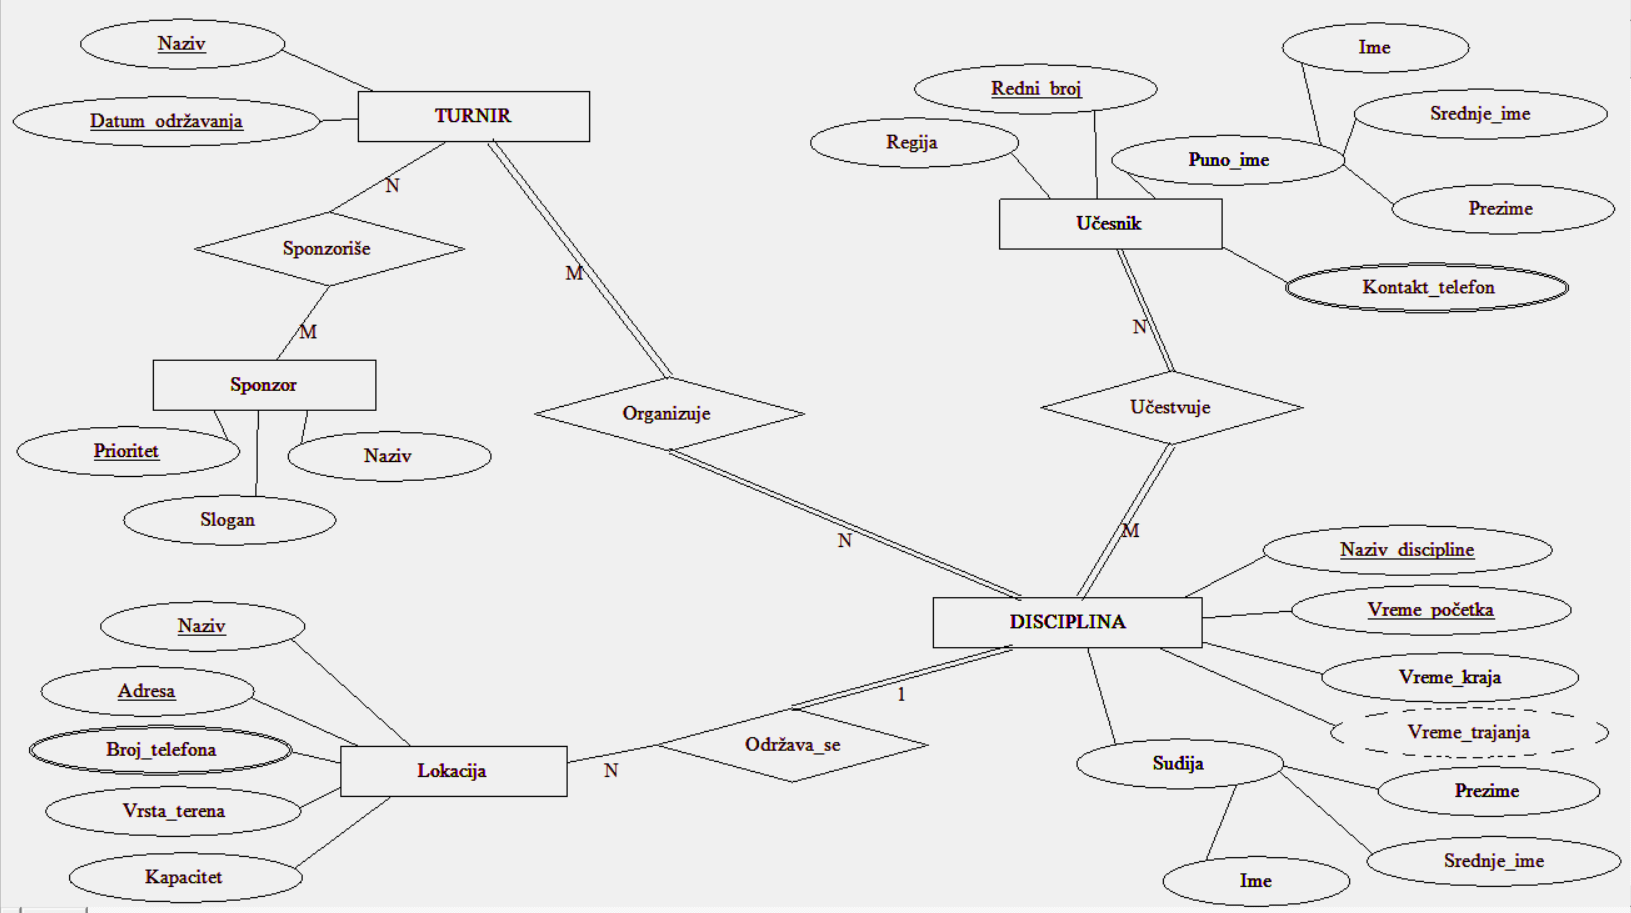 Naziv
Ime
Redni_broj
Datum_održavanja
TURNIR
Srednje_ime
Regija
Puno_ime
N
Prezime
Učesnik
Sponzoriše
M
Kontakt_telefon
M
N
Sponzor
Organizuje
Učestvuje
Prioritet
Naziv
Slogan
N
M
Naziv_discipline
Vreme_početka
Naziv
DISCIPLINA
Vreme_kraja
Adresa
1
Vreme_trajanja
Broj_telefona
Održava_se
Sudija
Lokacija
N
Prezime
Vrsta_terena
Srednje_ime
Kapacitet
Ime